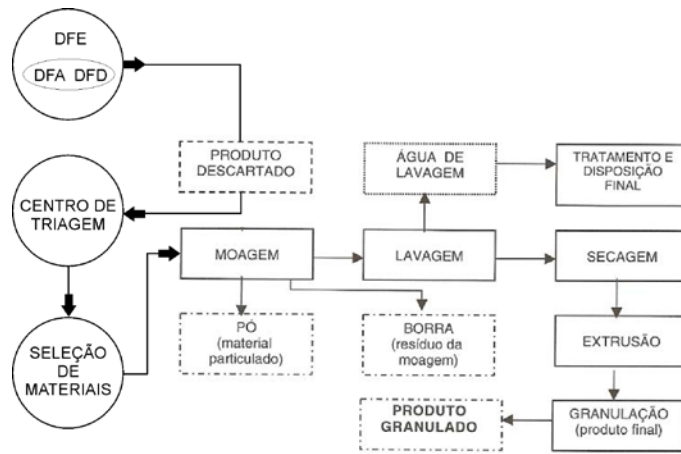 DFE
DFA DFD
PRODUTO
DESCARTADO
CENTRO DE
TRIAGEM
SELEÇÃO
DE
MATERIAIS
MOAGEM
PÓ
(material
particulado)
BORRA
(resíduo da
moagem)
LAVAGEM
ÁGUA DE
LAVAGEM
TRATAMENTO E
DISPOSIÇÃO
FINAL
SECAGEM
EXTRUSÃO
GRANULAÇÃO
(produto final)
PRODUTO
GRANULADO